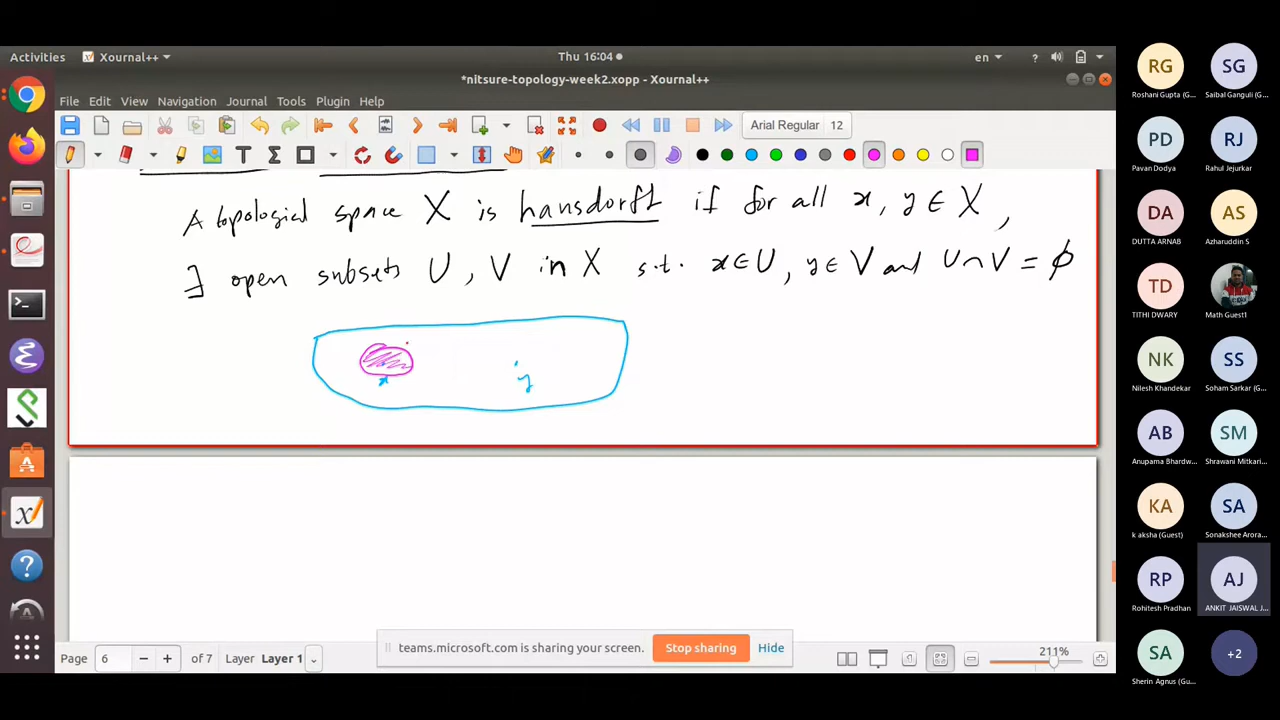 Activities
Xournal++
Thu 16:04
en
*nitsure-topology-week2.xopp - Xournal++
File Edit View Navigation Journal Tools Plugin Help
Arial Regular 12
A topological space X is hausdorff if for all x, y ∈ X,
∃ open subsets U, V in X s.t. x∈U, y∈V and U∩V = ϕ
x
y
teams.microsoft.com is sharing your screen.
Stop sharing
Hide
Page 6 of 7 Layer Layer 1
211%
RG
Roshani Gupta (G...
SG
Saibal Ganguli (G...
PD
Pavan Dodya
RJ
Rahul Jejurkar
DA
DUTTA ARNAB
AS
Azharuddin S
TD
TITHI DWARY
Math Guest1
NK
Nilesh Khandekar
SS
Soham Sarkar (G...
AB
Anupama Bhardw...
SM
Shrawani Mitkari...
KA
k aksha (Guest)
SA
Sonakshee Arora...
RP
Rohitesh Pradhan
AJ
ANKIT JAISWAL J...
SA
Sherin Agnus (Gu...
+2